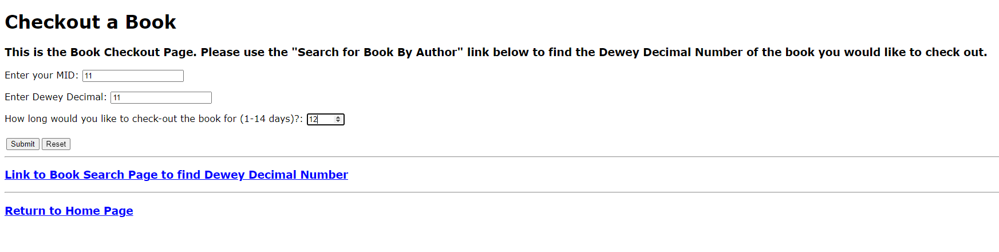 Checkout a Book
This is the Book Checkout Page. Please use the "Search for Book By Author" link below to find the Dewey Decimal Number of the book you would like to check out.
Enter your MID: 11
Enter Dewey Decimal: 11
How long would you like to check-out the book for (1-14 days)?: 12
Submit Reset
Link to Book Search Page to find Dewey Decimal Number
Return to Home Page